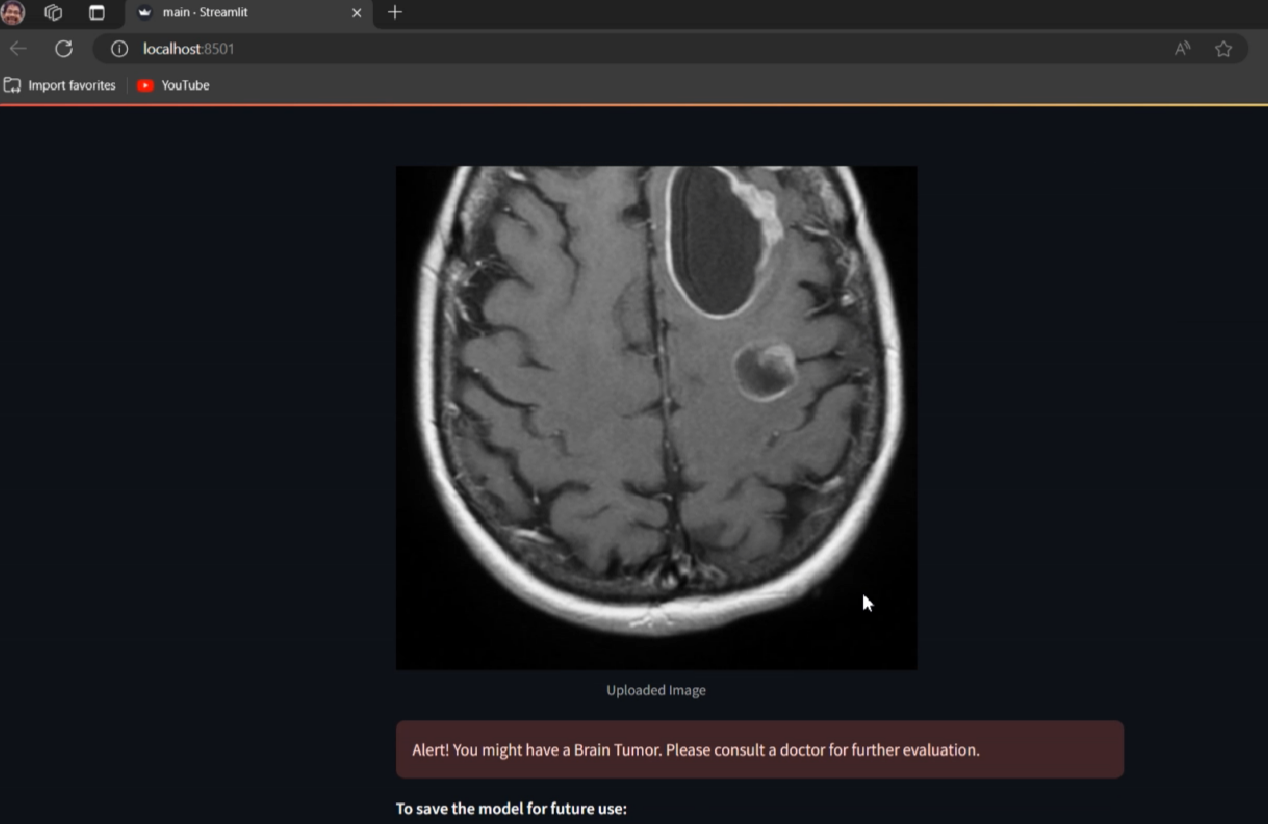 main · Streamlit
localhost:8501
Import favorites
YouTube
Uploaded Image
Alert! You might have a Brain Tumor. Please consult a doctor for further evaluation.
To save the model for future use: